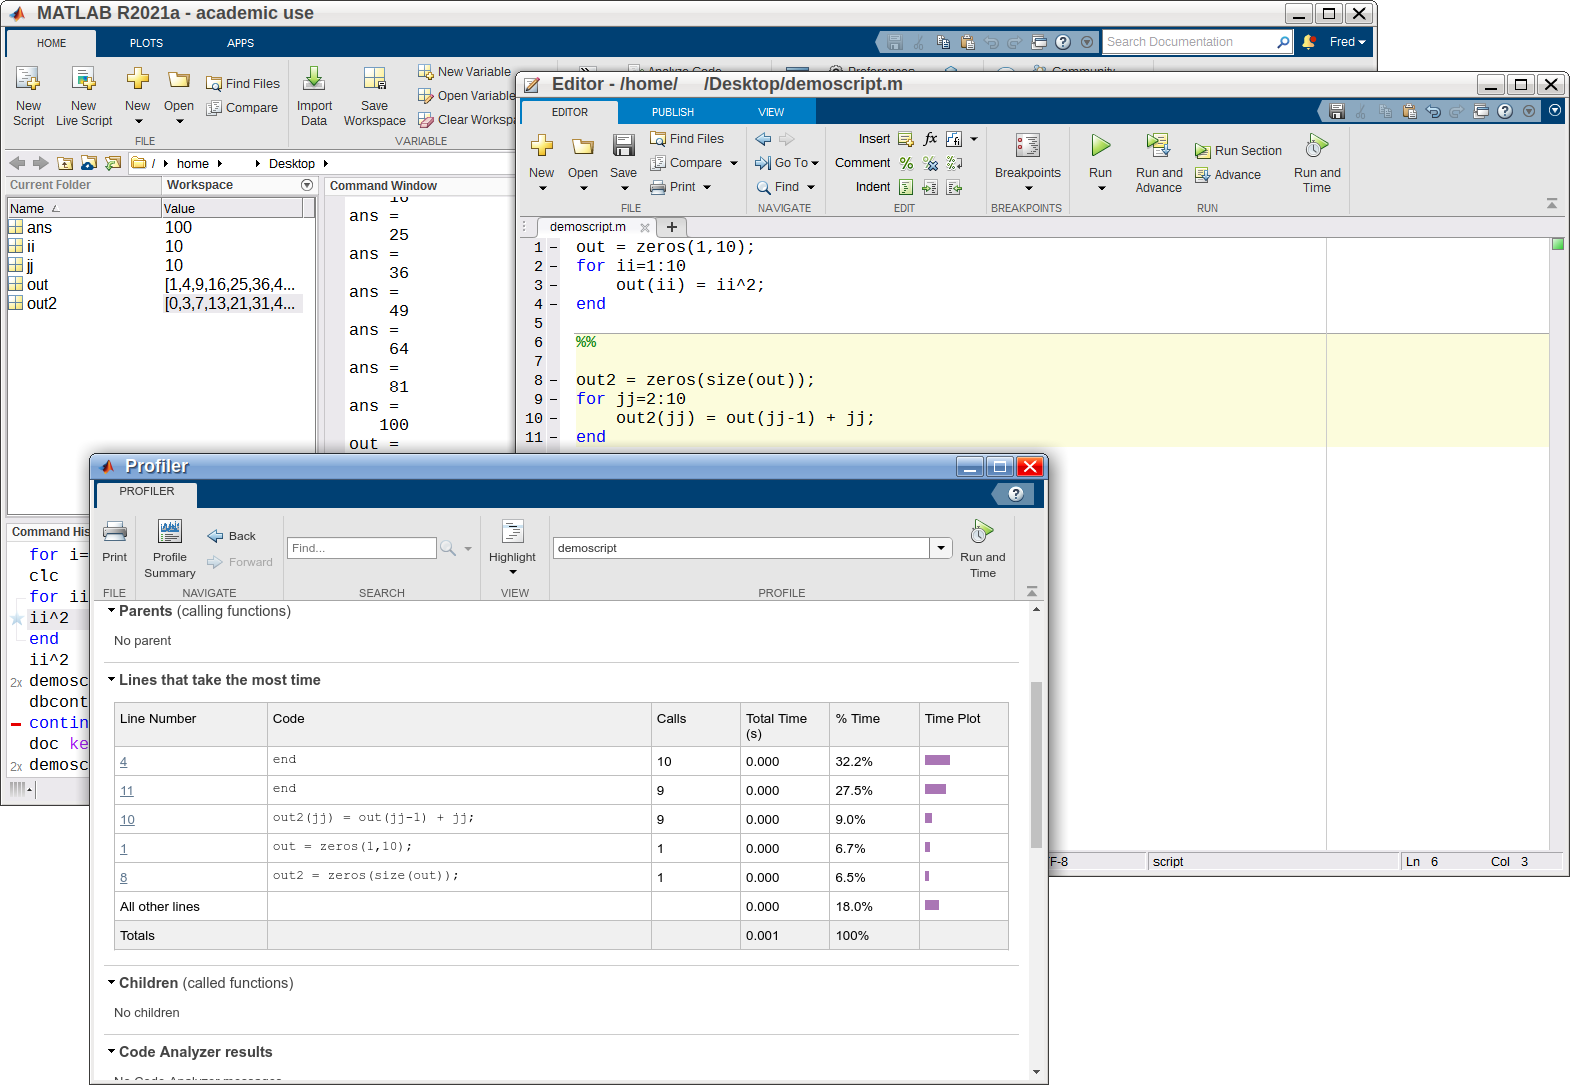 MATLAB R2021a - academic use
HOME PLOTS APPS
Search Documentation
Fred
New Script
New Live Script
New
Open
Find Files
Compare
Import Data
Save Workspace
New Variable
Open Variable
Clear Workspa
Analyze Code
Preferences
Community
FILE VARIABLE
/ home Desktop
Current Folder
Workspace
Name Value
ans 100
ii 10
jj 10
out [1,4,9,16,25,36,4...
out2 [0,3,7,13,21,31,4...
Command Window
16
ans =
25
ans =
36
ans =
49
ans =
64
ans =
81
ans =
100
out =
Command His
for i=
clc
for ii
ii^2
end
ii^2
2x demosc
dbcont
contin
doc ke
2x demosc
Editor - /home/ /Desktop/demoscript.m
EDITOR PUBLISH VIEW
New
Open
Save
Find Files
Compare
Print
Go To
Find
Insert
Comment
Indent
fx
Breakpoints
Run
Run and Advance
Run Section
Advance
Run and Time
FILE NAVIGATE EDIT BREAKPOINTS RUN
demoscript.m
1 out = zeros(1,10);
2 for ii=1:10
3 out(ii) = ii^2;
4 end
5
6 %%
7
8 out2 = zeros(size(out));
9 for jj=2:10
10 out2(jj) = out(jj-1) + jj;
11 end
F-8 script Ln 6 Col 3
Profiler
PROFILER
Print
Profile Summary
Back
Forward
Find...
Highlight
demoscript
Run and Time
FILE NAVIGATE SEARCH VIEW PROFILE
Parents (calling functions)
No parent
Lines that take the most time
Line Number Code Calls Total Time (s) % Time Time Plot
4 end 10 0.000 32.2%
11 end 9 0.000 27.5%
10 out2(jj) = out(jj-1) + jj; 9 0.000 9.0%
1 out = zeros(1,10); 1 0.000 6.7%
8 out2 = zeros(size(out)); 1 0.000 6.5%
All other lines 0.000 18.0%
Totals 0.001 100%
Children (called functions)
No children
Code Analyzer results
No Code Analyzer messages.